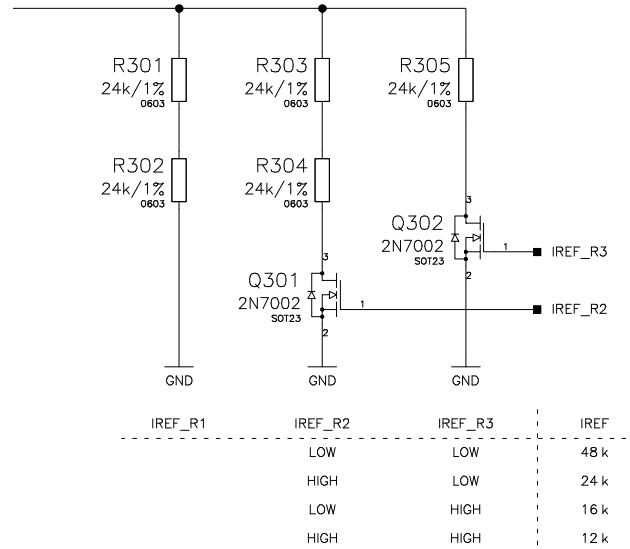 R301 R303 R305
24k/1% 24k/1% 24k/1%
0603 0603 0603
R302 R304
24k/1% 24k/1%
0603 0603
3
Q302
2N7002
SOT23
1 IREF_R3
2
3
Q301
2N7002
SOT23
1 IREF_R2
2
GND GND GND
IREF_R1 IREF_R2 IREF_R3 IREF
LOW LOW 48 k
HIGH LOW 24 k
LOW HIGH 16 k
HIGH HIGH 12 k